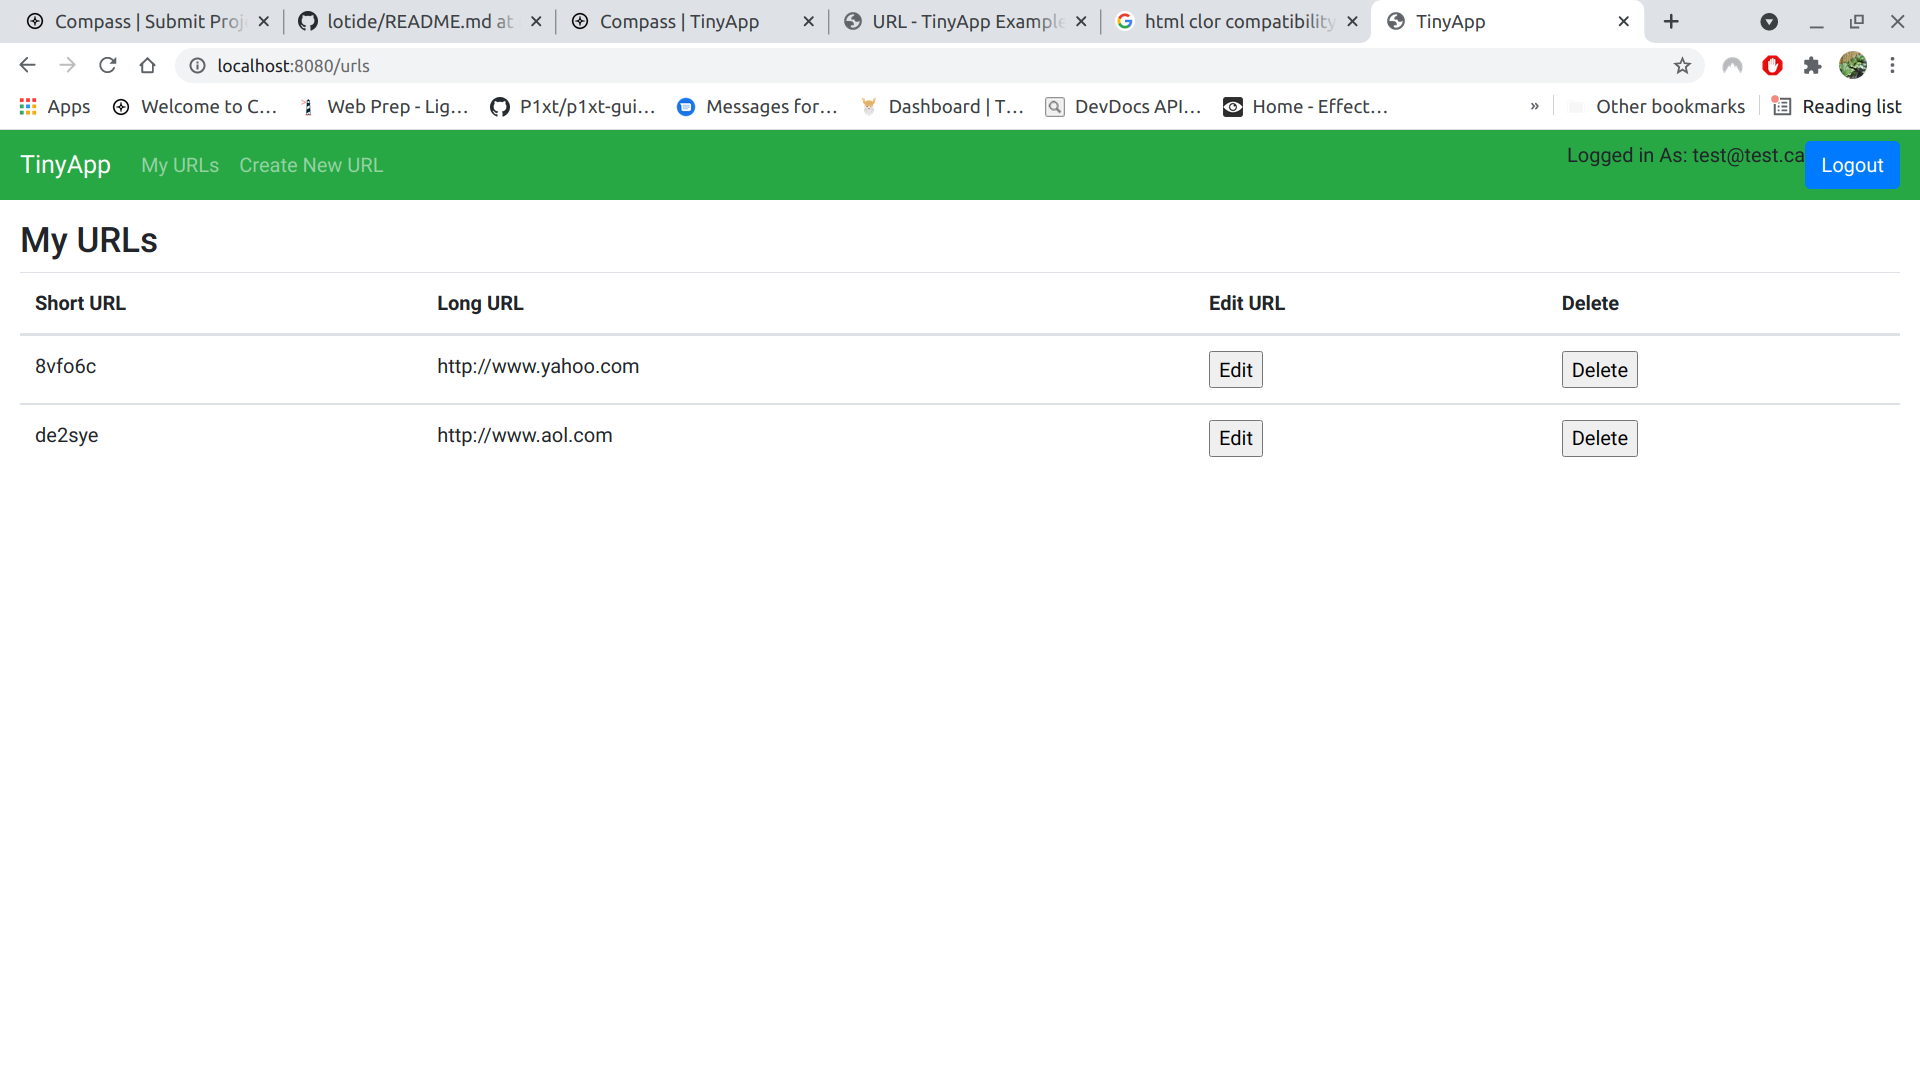 Compass | Submit Proj
lotide/README.md at
Compass | TinyApp
URL - TinyApp Example
html clor compatibility
TinyApp
localhost:8080/urls
Apps
Welcome to C...
Web Prep - Lig...
P1xt/p1xt-gui...
Messages for...
Dashboard | T...
DevDocs API...
Home - Effect...
»
Other bookmarks
Reading list
TinyApp
My URLs
Create New URL
Logged in As: test@test.ca
Logout
My URLs
Short URL Long URL Edit URL Delete
8vfo6c http://www.yahoo.com Edit Delete
de2sye http://www.aol.com Edit Delete